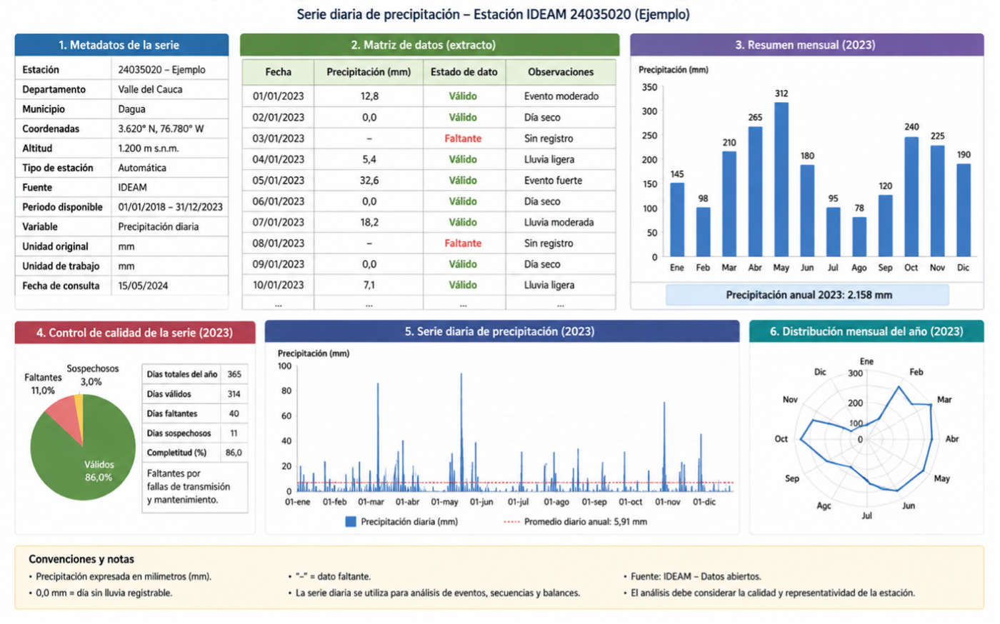 Serie diaria de precipitación – Estación IDEAM 24035020 (Ejemplo)
1. Metadatos de la serie
Estación 24035020 – Ejemplo
Departamento Valle del Cauca
Municipio Dagua
Coordenadas 3.620° N, 76.780° W
Altitud 1.200 m s.n.m.
Tipo de estación Automática
Fuente IDEAM
Periodo disponible 01/01/2018 – 31/12/2023
Variable Precipitación diaria
Unidad original mm
Unidad de trabajo mm
Fecha de consulta 15/05/2024
2. Matriz de datos (extracto)
Fecha Precipitación (mm) Estado de dato Observaciones
01/01/2023 12,8 Válido Evento moderado
02/01/2023 0,0 Válido Día seco
03/01/2023 – Faltante Sin registro
04/01/2023 5,4 Válido Lluvia ligera
05/01/2023 32,6 Válido Evento fuerte
06/01/2023 0,0 Válido Día seco
07/01/2023 18,2 Válido Lluvia moderada
08/01/2023 – Faltante Sin registro
09/01/2023 0,0 Válido Día seco
10/01/2023 7,1 Válido Lluvia ligera
... ... ... ...
3. Resumen mensual (2023)
Precipitación (mm)
350
300
250
200
150
100
50
0
145 98 210 265 312 180 95 78 120 240 225 190
Ene Feb Mar Abr May Jun Jul Ago Sep Oct Nov Dic
Precipitación anual 2023: 2.158 mm
4. Control de calidad de la serie (2023)
Sospechosos
3,0%
Faltantes
11,0%
Válidos
86,0%
Días totales del año 365
Días válidos 314
Días faltantes 40
Días sospechosos 11
Completitud (%) 86,0
Faltantes por
fallas de transmisión
y mantenimiento.
5. Serie diaria de precipitación (2023)
Precipitación (mm)
100
80
60
40
20
0
01-ene 01-feb 01-mar 01-abr 01-may 01-jun 01-jul 01-ago 01-sep 01-oct 01-nov 01-dic
Precipitación diaria (mm) Promedio diario anual: 5,91 mm
6. Distribución mensual del año (2023)
Ene
Feb
Mar
Abr
May
Jun
Jul
Agc
Sep
Oct
Nov
Dic
300
200
100
0
Convenciones y notas
• Precipitación expresada en milímetros (mm).
• 0,0 mm = día sin lluvia registrable.
• “–” = dato faltante.
• La serie diaria se utiliza para análisis de eventos, secuencias y balances.
• Fuente: IDEAM – Datos abiertos.
• El análisis debe considerar la calidad y representatividad de la estación.